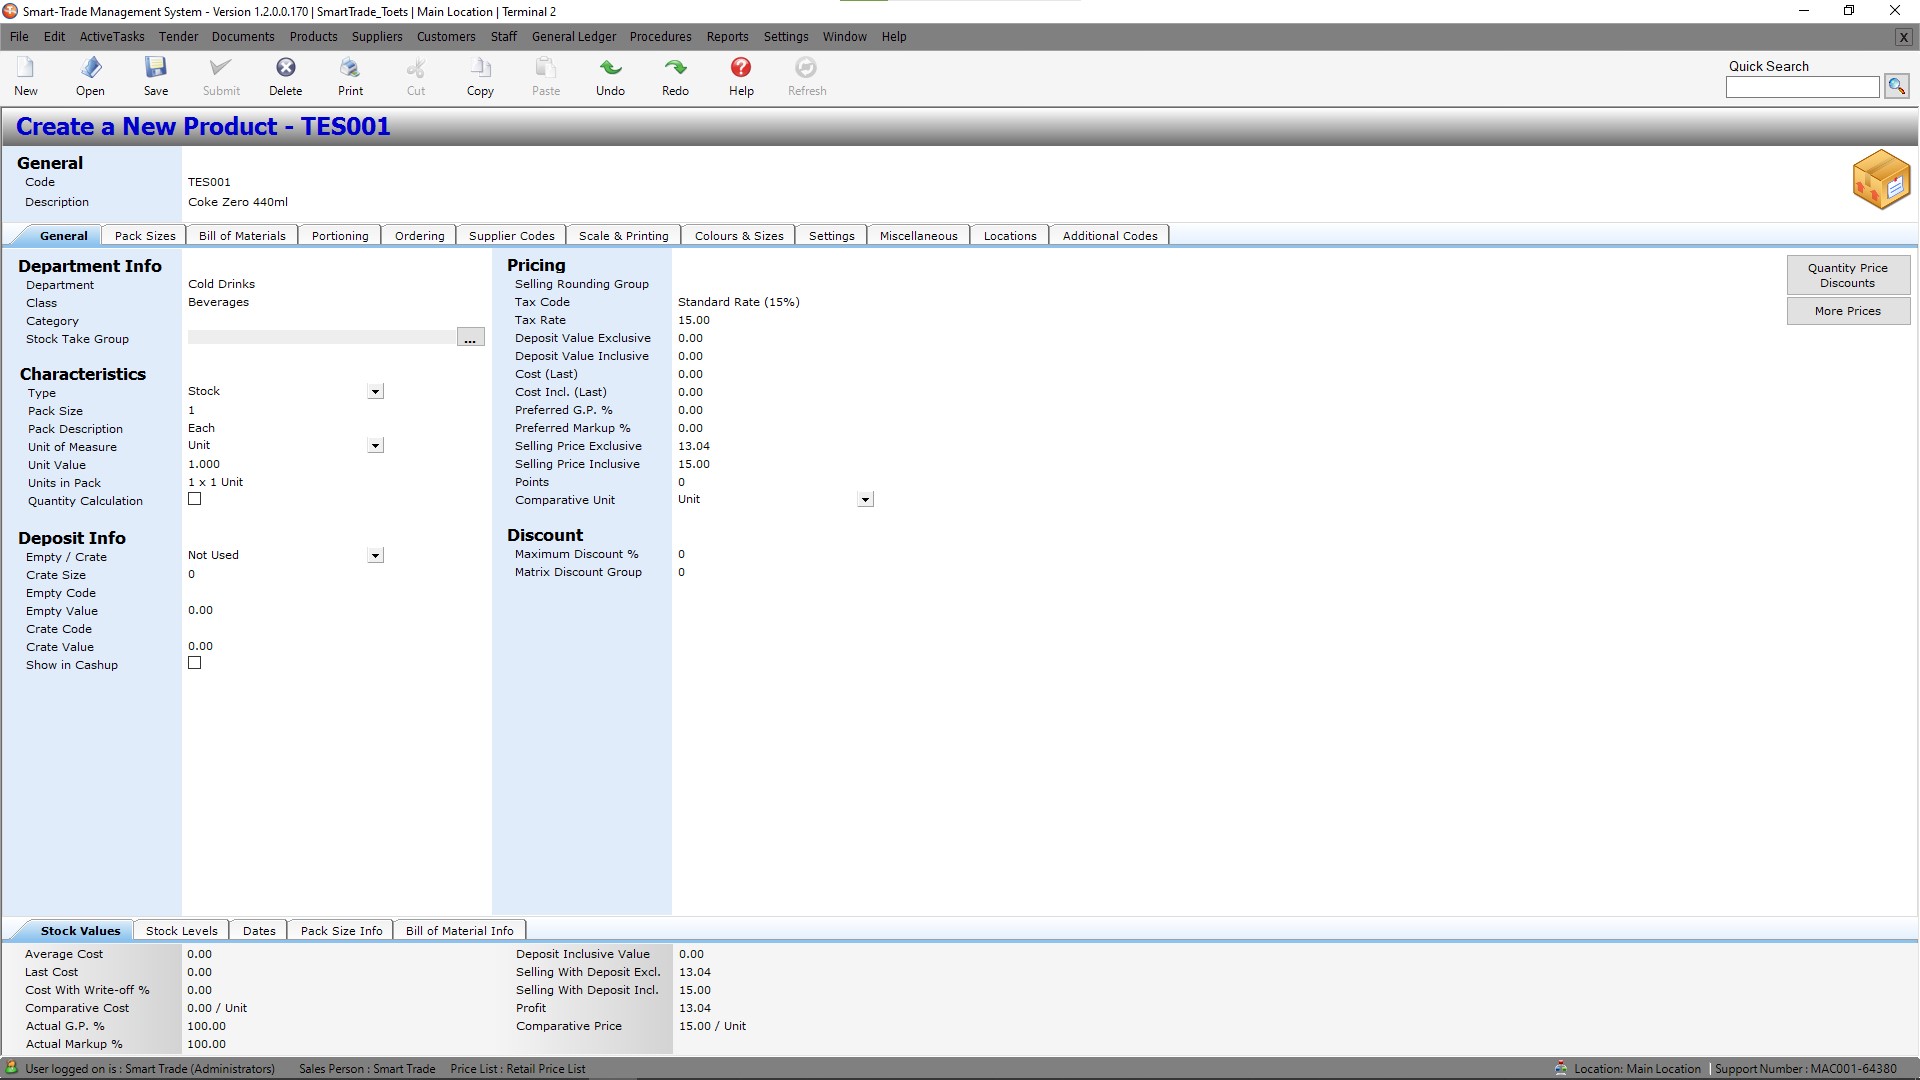 Smart-Trade Management System - Version 1.2.0.0.170 | SmartTrade_Toets | Main Location | Terminal 2
File Edit ActiveTasks Tender Documents Products Suppliers Customers Staff General Ledger Procedures Reports Settings Window Help X
New Open Save Submit Delete Print Cut Copy Paste Undo Redo Help Refresh
Quick Search
Create a New Product - TES001
General
Code TES001
Description Coke Zero 440ml
General Pack Sizes Bill of Materials Portioning Ordering Supplier Codes Scale & Printing Colours & Sizes Settings Miscellaneous Locations Additional Codes
Department Info
Department Cold Drinks
Class Beverages
Category
Stock Take Group ...
Characteristics
Type Stock
Pack Size 1
Pack Description Each
Unit of Measure Unit
Unit Value 1.000
Units in Pack 1 x 1 Unit
Quantity Calculation
Deposit Info
Empty / Crate Not Used
Crate Size 0
Empty Code
Empty Value 0.00
Crate Code
Crate Value 0.00
Show in Cashup
Pricing
Selling Rounding Group
Tax Code Standard Rate (15%)
Tax Rate 15.00
Deposit Value Exclusive 0.00
Deposit Value Inclusive 0.00
Cost (Last) 0.00
Cost Incl. (Last) 0.00
Preferred G.P. % 0.00
Preferred Markup % 0.00
Selling Price Exclusive 13.04
Selling Price Inclusive 15.00
Points 0
Comparative Unit Unit
Discount
Maximum Discount % 0
Matrix Discount Group 0
Quantity Price
Discounts
More Prices
Stock Values Stock Levels Dates Pack Size Info Bill of Material Info
Average Cost 0.00
Last Cost 0.00
Cost With Write-off % 0.00
Comparative Cost 0.00 / Unit
Actual G.P. % 100.00
Actual Markup % 100.00
Deposit Inclusive Value 0.00
Selling With Deposit Excl. 13.04
Selling With Deposit Incl. 15.00
Profit 13.04
Comparative Price 15.00 / Unit
User logged on is : Smart Trade (Administrators) Sales Person : Smart Trade Price List : Retail Price List Location: Main Location | Support Number : MAC001-64380